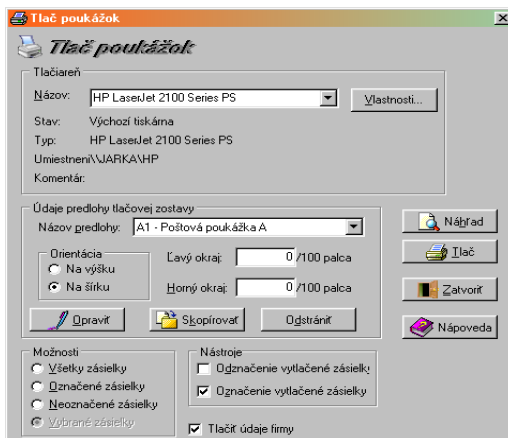 Tlač poukážok
Tlač poukážok
Tlačiareň
Názov: HP LaserJet 2100 Series PS Vlastnosti...
Stav: Výchozí tiskárna
Typ: HP LaserJet 2100 Series PS
Umiestneni\\JARKA\HP
Komentár:
Údaje predlohy tlačovej zostavy
Názov predlohy: A1 - Poštová poukážka A
Náhľad
Orientácia
Na výšku
Na šírku
Ľavý okraj: 0 /100 palca
Horný okraj: 0 /100 palca
Tlač
Zatvoriť
Opraviť Skopírovať Odstrániť
Nápoveda
Možnosti
Všetky zásielky
Označené zásielky
Neoznačené zásielky
Vybrané zásielky
Nástroje
Odznačenie vytlačené zásielky
Označenie vytlačené zásielky
Tlačiť údaje firmy